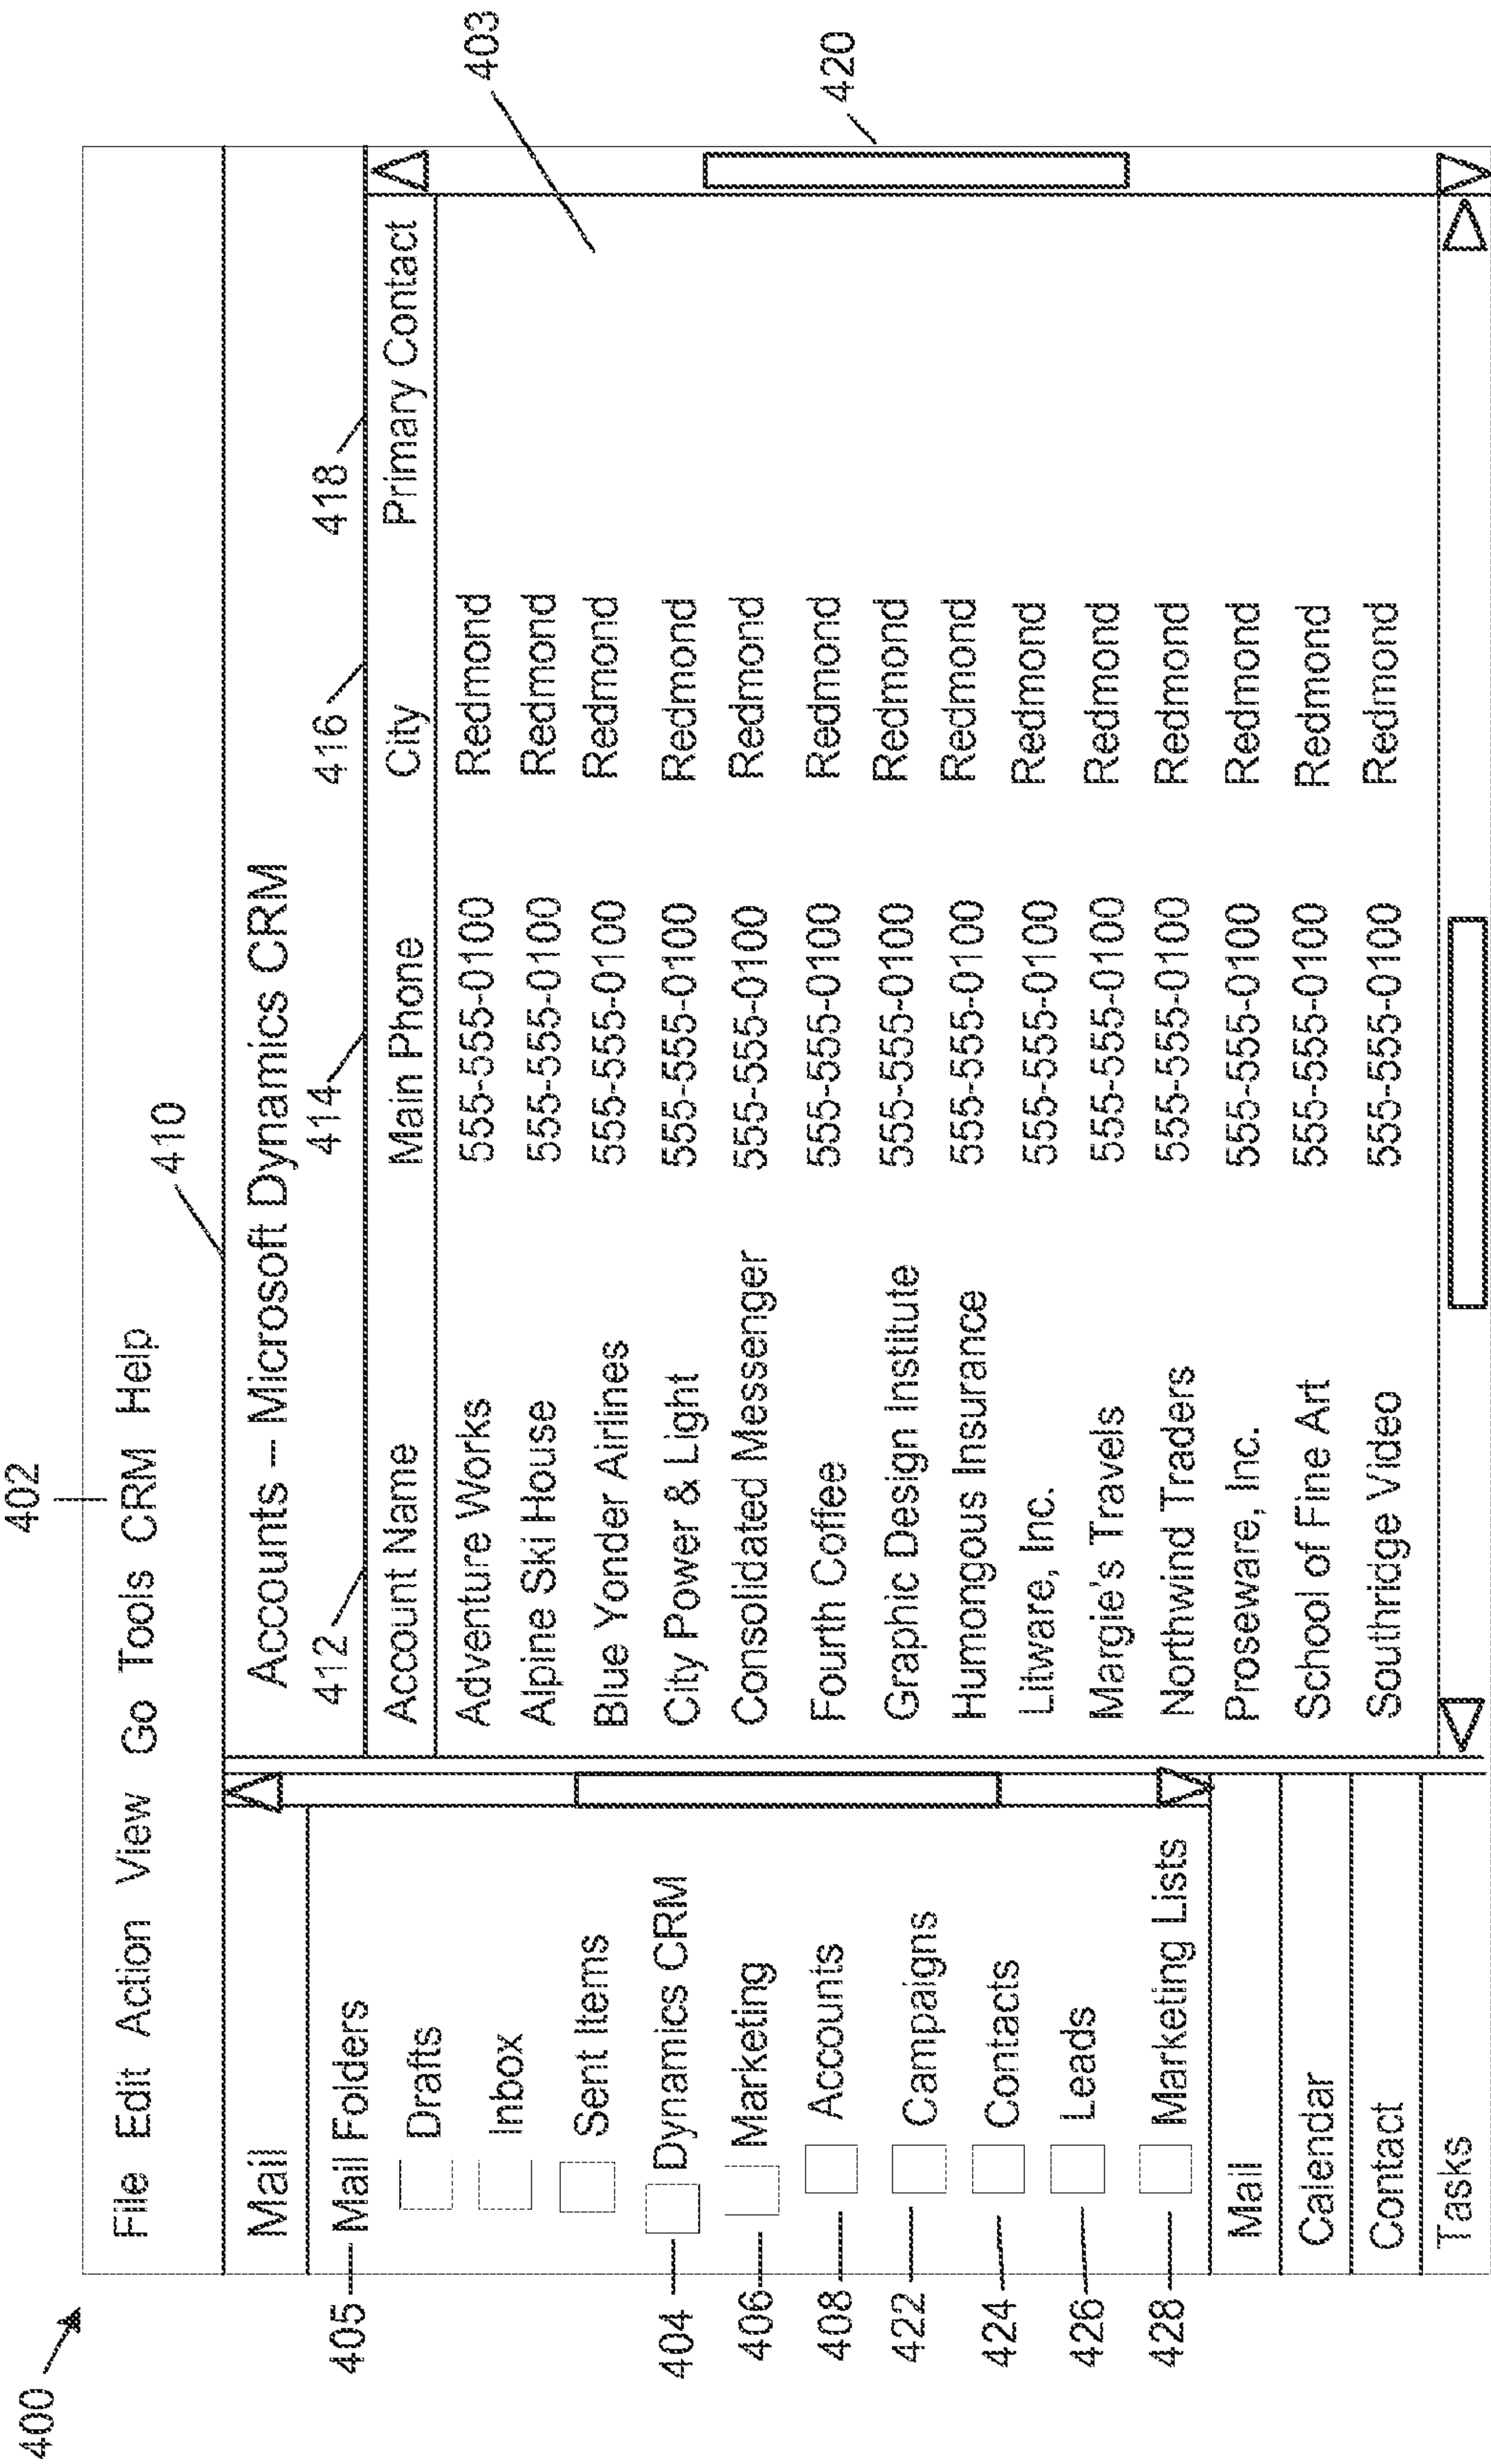 400
402
File Edit Action View Go Tools CRM Help
410
403
Mail
Accounts -- Microsoft Dynamics CRM
412 414 416 418
405 Mail Folders
Drafts
Inbox
Sent Items
404 Dynamics CRM
406 Marketing
408 Accounts
422 Campaigns
424 Contacts
426 Leads
428 Marketing Lists
Mail
Calendar
Contact
Tasks
Account Name Main Phone City Primary Contact
Adventure Works 555-555-0100 Redmond
Alpine Ski House 555-555-0100 Redmond
Blue Yonder Airlines 555-555-0100 Redmond
City Power & Light 555-555-0100 Redmond
Consolidated Messenger 555-555-0100 Redmond
Fourth Coffee 555-555-0100 Redmond
Graphic Design Institute 555-555-0100 Redmond
Humongous Insurance 555-555-0100 Redmond
Litware, Inc. 555-555-0100 Redmond
Margie's Travels 555-555-0100 Redmond
Northwind Traders 555-555-0100 Redmond
Proseware, Inc. 555-555-0100 Redmond
School of Fine Art 555-555-0100 Redmond
Southridge Video 555-555-0100 Redmond
420